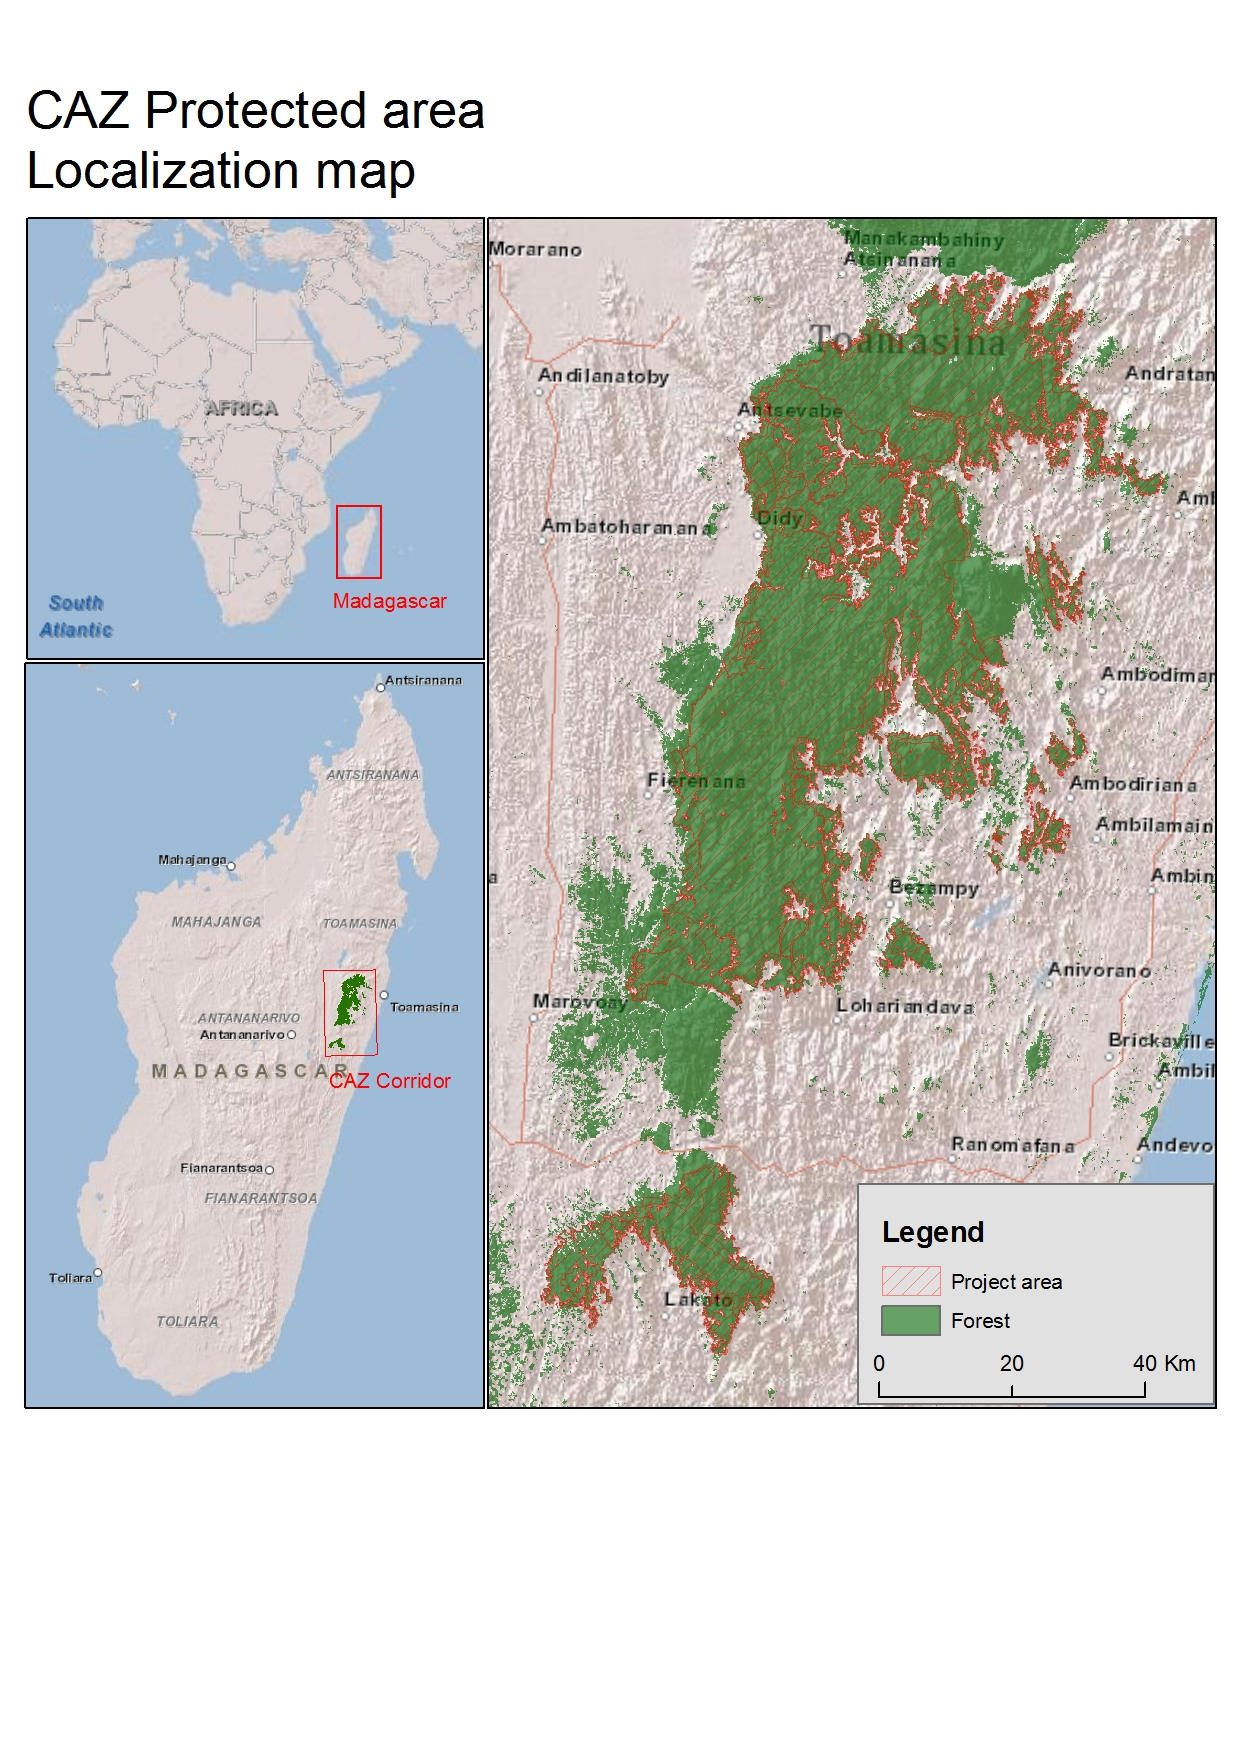 CAZ Protected area
Localization map
AFRICA
South
Atlantic
Madagascar
Antsiranana
ANTSIRANANA
Mahajanga
MAHAJANGA
TOAMASINA
Toamasina
ANTANANARIVO
Antananarivo
MADAGASCAR
CAZ Corridor
Fianarantsoa
FIANARANTSOA
Toliara
TOLIARA
Morarano
Manakambahiny
Atsinanana
Toamasina
Andilanatoby
Andratan
Antsevabe
Ambatoharanana
Didy
Aml
Ambodimar
Fierenana
Ambodiriana
Ambilamain
a
Bezampy
Ambin
Anivorano
Marovoay
Lohariandava
Brickaville
Ambil
Ranomafana
Andevo
Lakato
Legend
Project area
Forest
0 20 40 Km